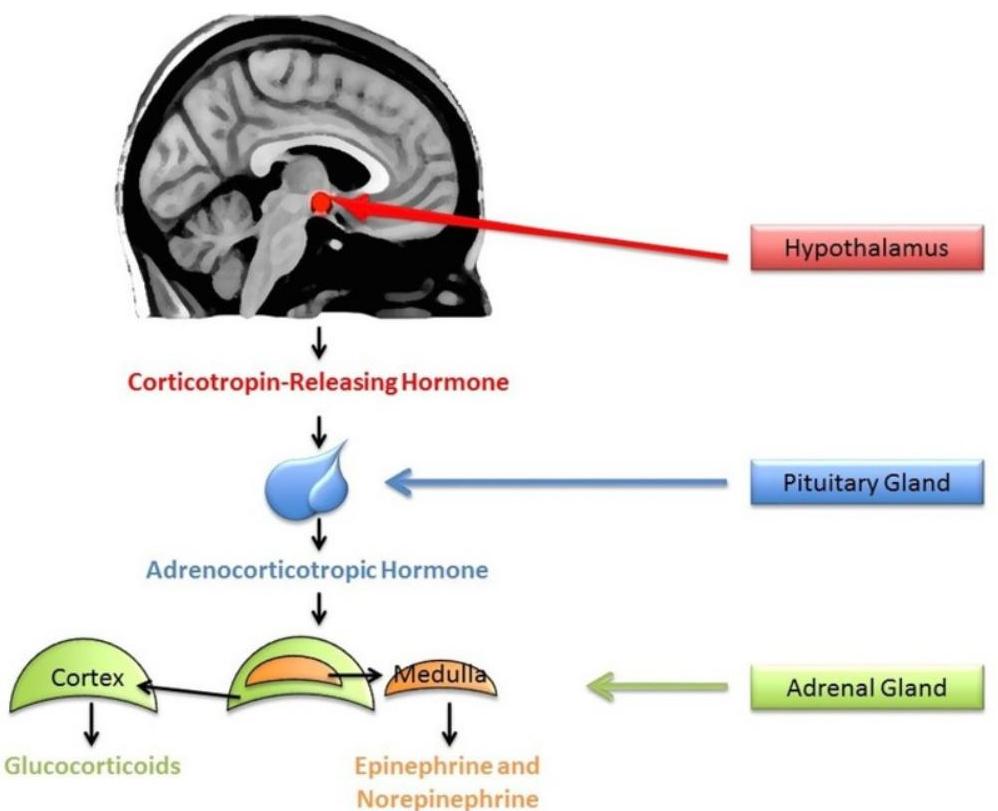 Hypothalamus
Corticotropin-Releasing Hormone
Pituitary Gland
Adrenocorticotropic Hormone
Cortex
Medulla
Adrenal Gland
Glucocorticoids
Epinephrine and
Norepinephrine